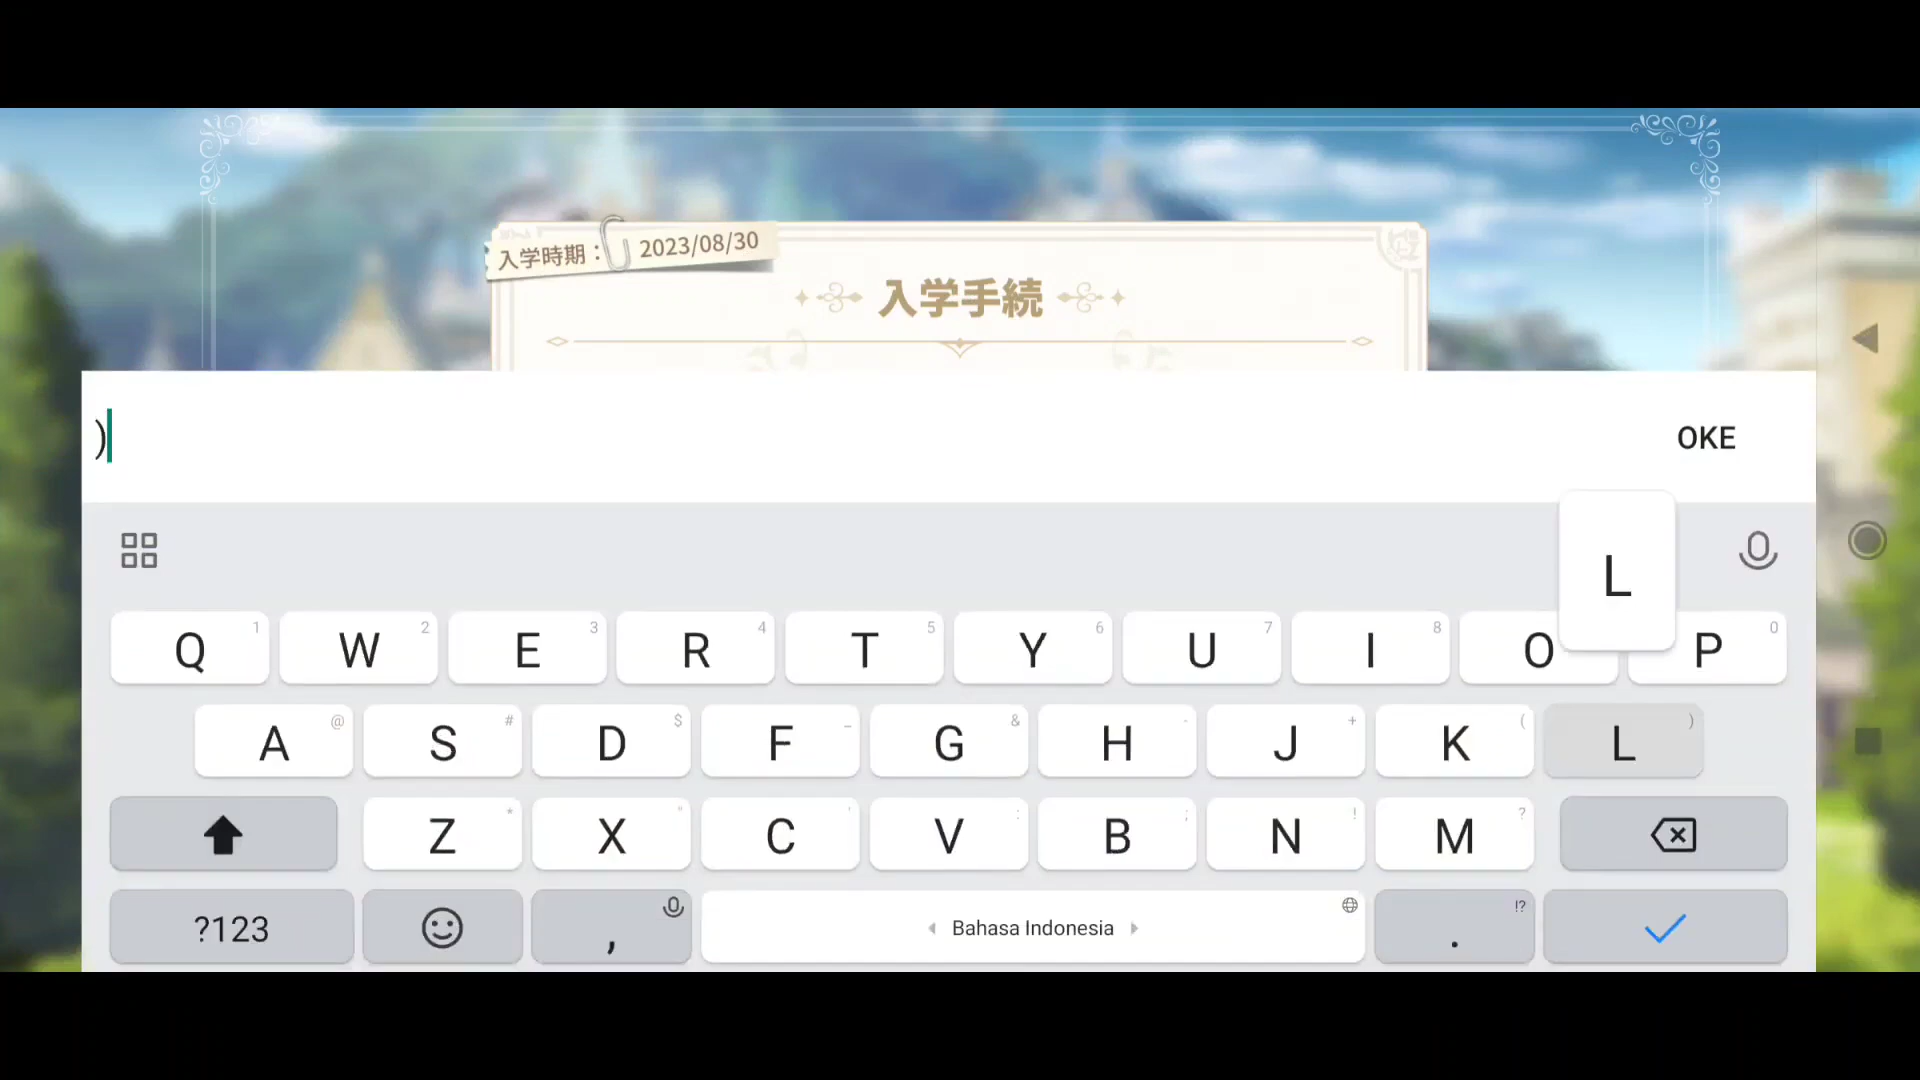 入学時期： 2023/08/30
入学手続
)
OKE
L
Q 1 W 2 E 3 R 4 T 5 Y 6 U 7 I 8 O P 0
A @ S # D $ F _ G & H - J + K ( L )
Z * X " C ' V : B ; N ! M ?
?123 , Bahasa Indonesia . !?